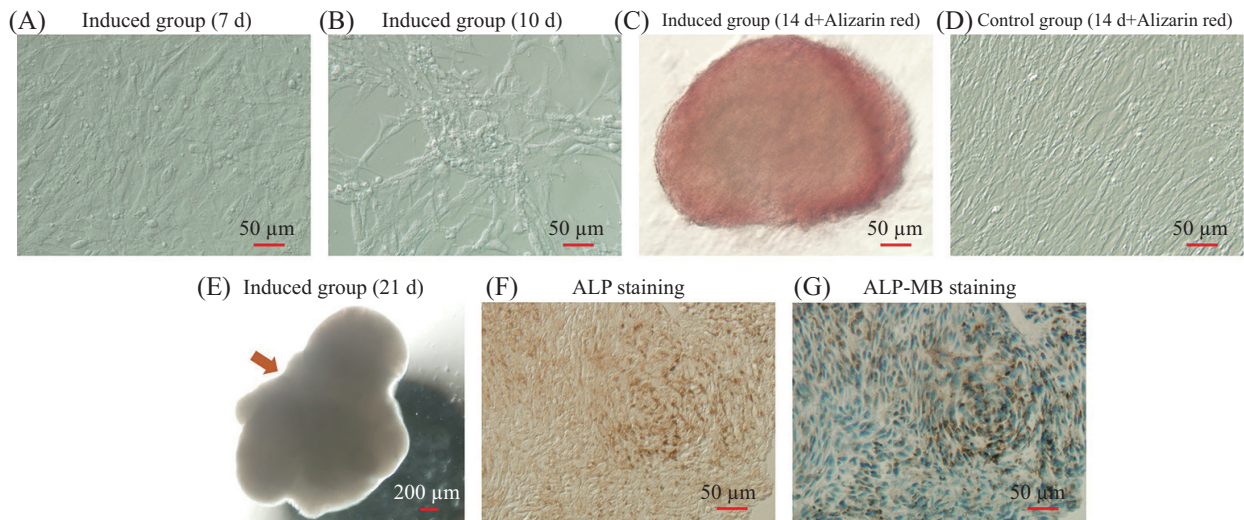 (A) Induced group (7 d)
(B) Induced group (10 d)
(C) Induced group (14 d+Alizarin red)
(D) Control group (14 d+Alizarin red)
50 µm
50 µm
50 µm
50 µm
(E) Induced group (21 d)
(F) ALP staining
(G) ALP-MB staining
200 µm
50 µm
50 µm